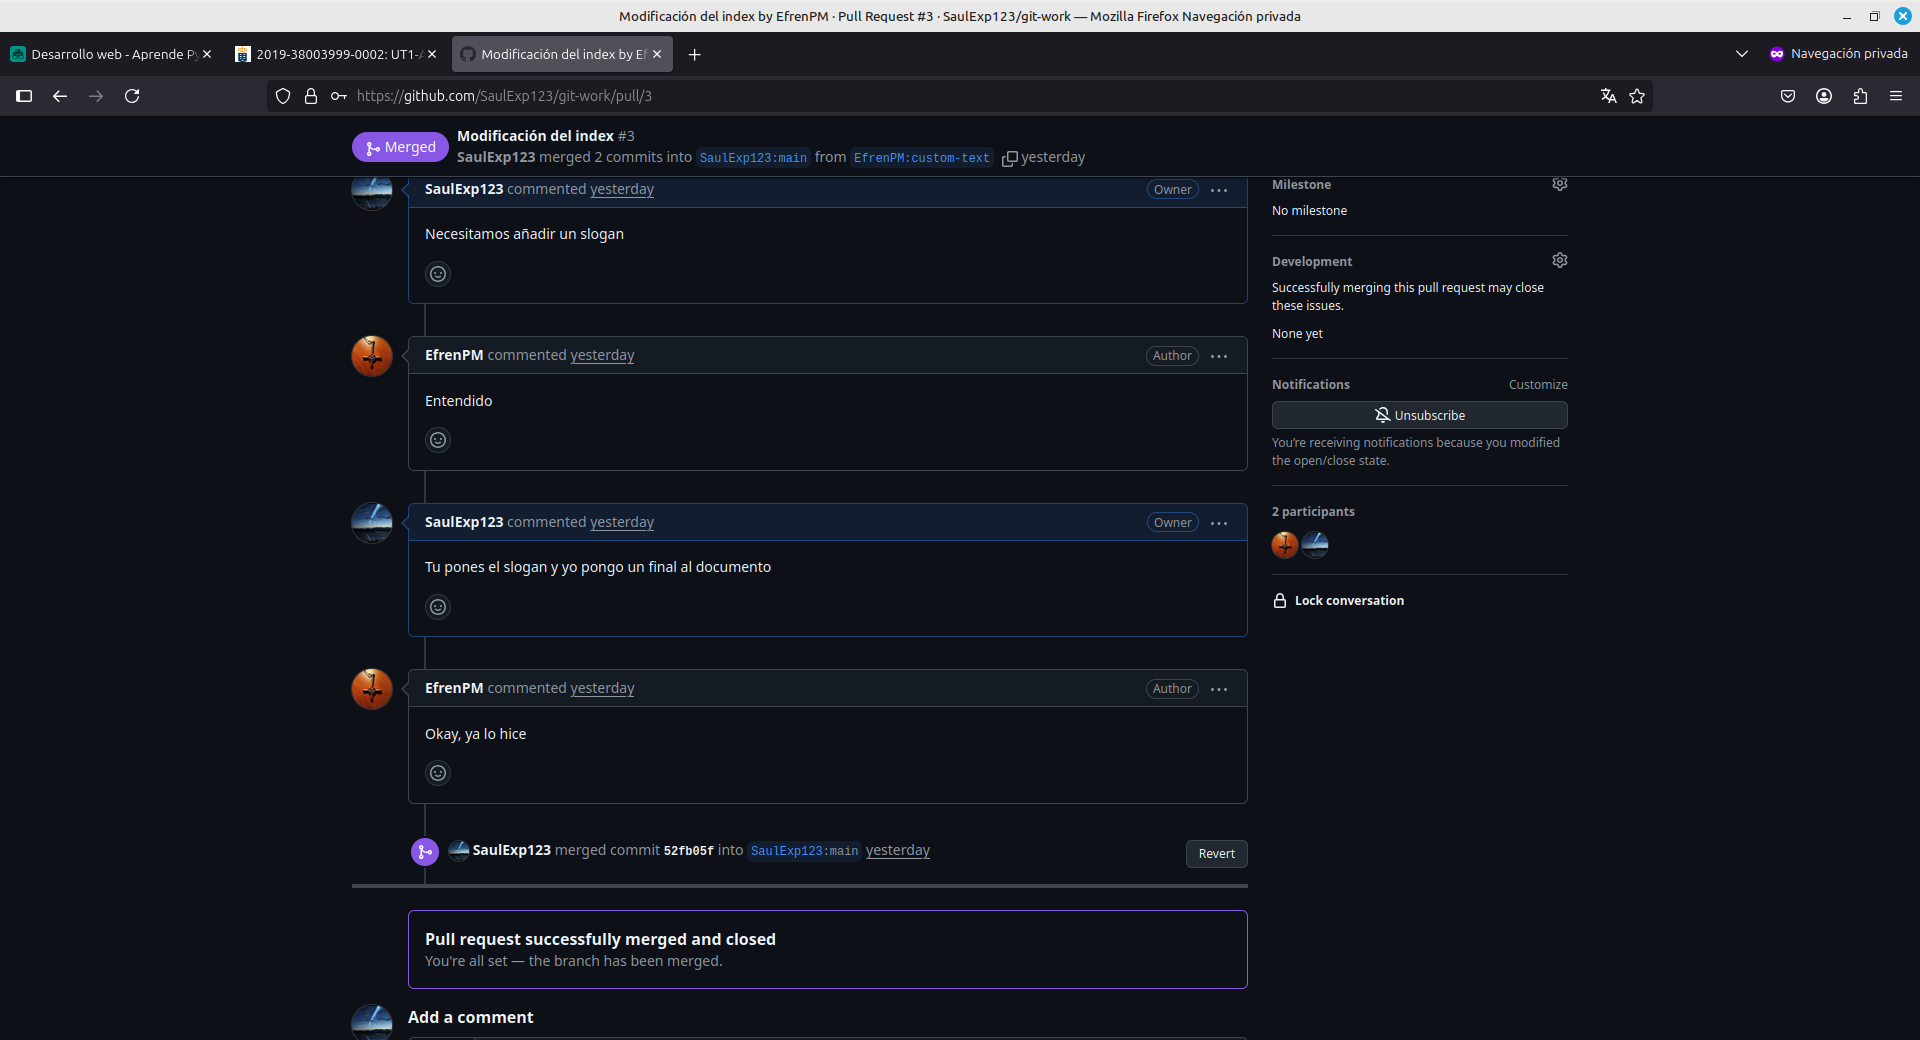 Modificación del index by EfrenPM · Pull Request #3 · SaulExp123/git-work — Mozilla Firefox Navegación privada
Desarrollo web - Aprende Py
2019-38003999-0002: UT1-A
Modificación del index by Ef
Navegación privada
https://github.com/SaulExp123/git-work/pull/3
Merged
Modificación del index #3
SaulExp123 merged 2 commits into SaulExp123:main from EfrenPM:custom-text yesterday
SaulExp123 commented yesterday
Owner
Necesitamos añadir un slogan
EfrenPM commented yesterday
Author
Entendido
SaulExp123 commented yesterday
Owner
Tu pones el slogan y yo pongo un final al documento
EfrenPM commented yesterday
Author
Okay, ya lo hice
SaulExp123 merged commit 52fb05f into SaulExp123:main yesterday
Revert
Pull request successfully merged and closed
You're all set — the branch has been merged.
Add a comment
Milestone
No milestone
Development
Successfully merging this pull request may close
these issues.
None yet
Notifications
Customize
Unsubscribe
You're receiving notifications because you modified
the open/close state.
2 participants
Lock conversation